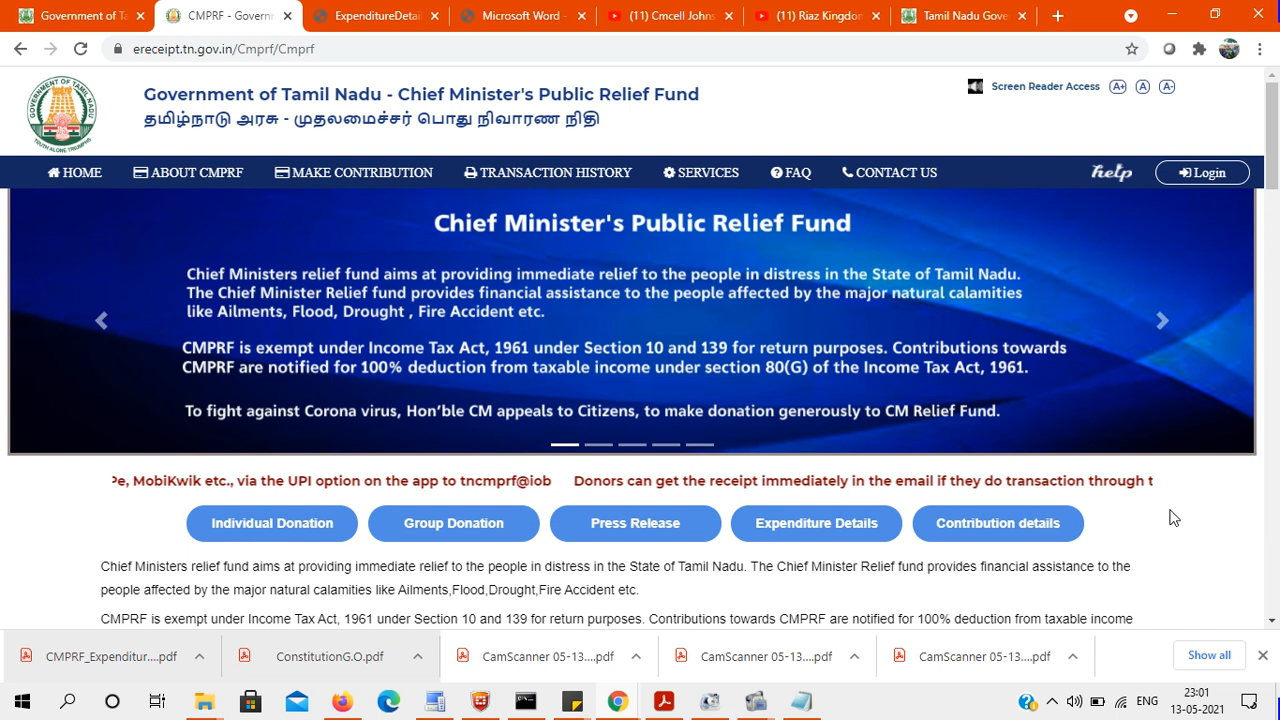 Government of Ta
CMPRF - Governm
ExpenditureDetai
Microsoft Word -
(11) Cmcell Johns
(11) Riaz Kingdon
Tamil Nadu Gove
ereceipt.tn.gov.in/Cmprf/Cmprf
GOVERNMENT OF TAMIL NADU
TRUTH ALONE TRIUMPHS
Government of Tamil Nadu - Chief Minister's Public Relief Fund
தமிழ்நாடு அரசு - முதலமைச்சர் பொது நிவாரண நிதி
Screen Reader Access A+ A A-
HOME ABOUT CMPRF MAKE CONTRIBUTION TRANSACTION HISTORY SERVICES FAQ CONTACT US help Login
Chief Minister's Public Relief Fund
Chief Ministers relief fund aims at providing immediate relief to the people in distress in the State of Tamil Nadu.
The Chief Minister Relief fund provides financial assistance to the people affected by the major natural calamities
like Ailments, Flood, Drought , Fire Accident etc.
CMPRF is exempt under Income Tax Act, 1961 under Section 10 and 139 for return purposes. Contributions towards
CMPRF are notified for 100% deduction from taxable income under section 80(G) of the Income Tax Act, 1961.
To fight against Corona virus, Hon'ble CM appeals to Citizens, to make donation generously to CM Relief Fund.
Pe, MobiKwik etc., via the UPI option on the app to tncmprf@iob Donors can get the receipt immediately in the email if they do transaction through t
Individual Donation Group Donation Press Release Expenditure Details Contribution details
Chief Ministers relief fund aims at providing immediate relief to the people in distress in the State of Tamil Nadu. The Chief Minister Relief fund provides financial assistance to the
people affected by the major natural calamities like Ailments,Flood,Drought,Fire Accident etc.
CMPRF is exempt under Income Tax Act, 1961 under Section 10 and 139 for return purposes. Contributions towards CMPRF are notified for 100% deduction from taxable income
CMPRF_Expenditur....pdf
ConstitutionG.O.pdf
CamScanner 05-13....pdf
CamScanner 05-13....pdf
CamScanner 05-13....pdf
Show all
ENG
23:01
13-05-2021